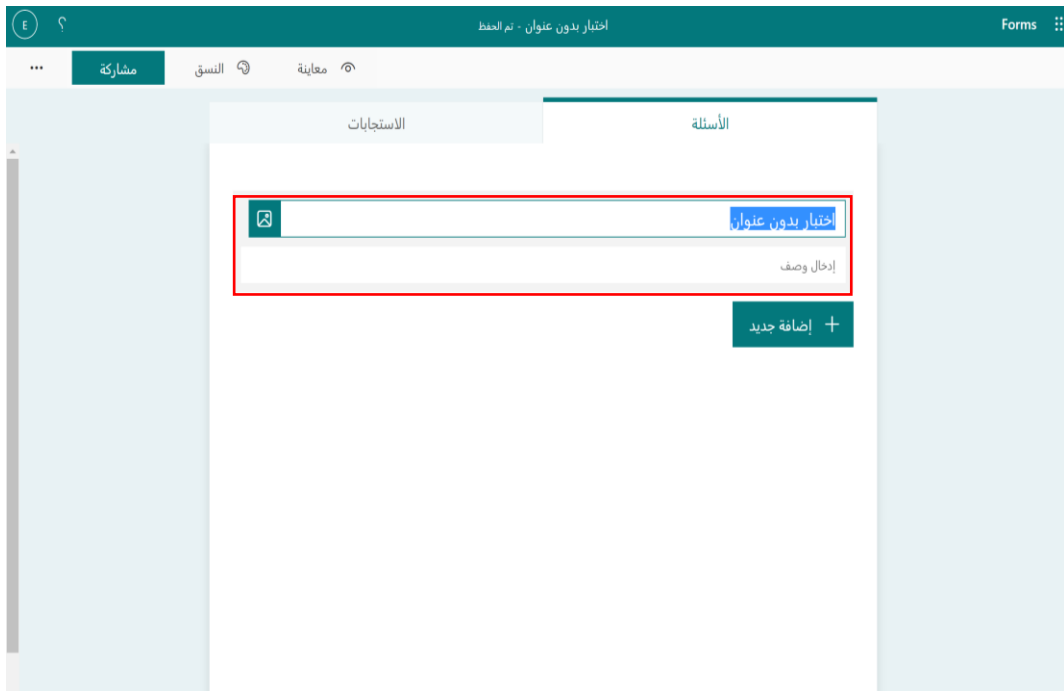 Forms
اختبار بدون عنوان - تم الحفظ
؟
E
معاينة
النسق
مشاركة
...
الأسئلة
الاستجابات
اختبار بدون عنوان
إدخال وصف
+ إضافة جديد